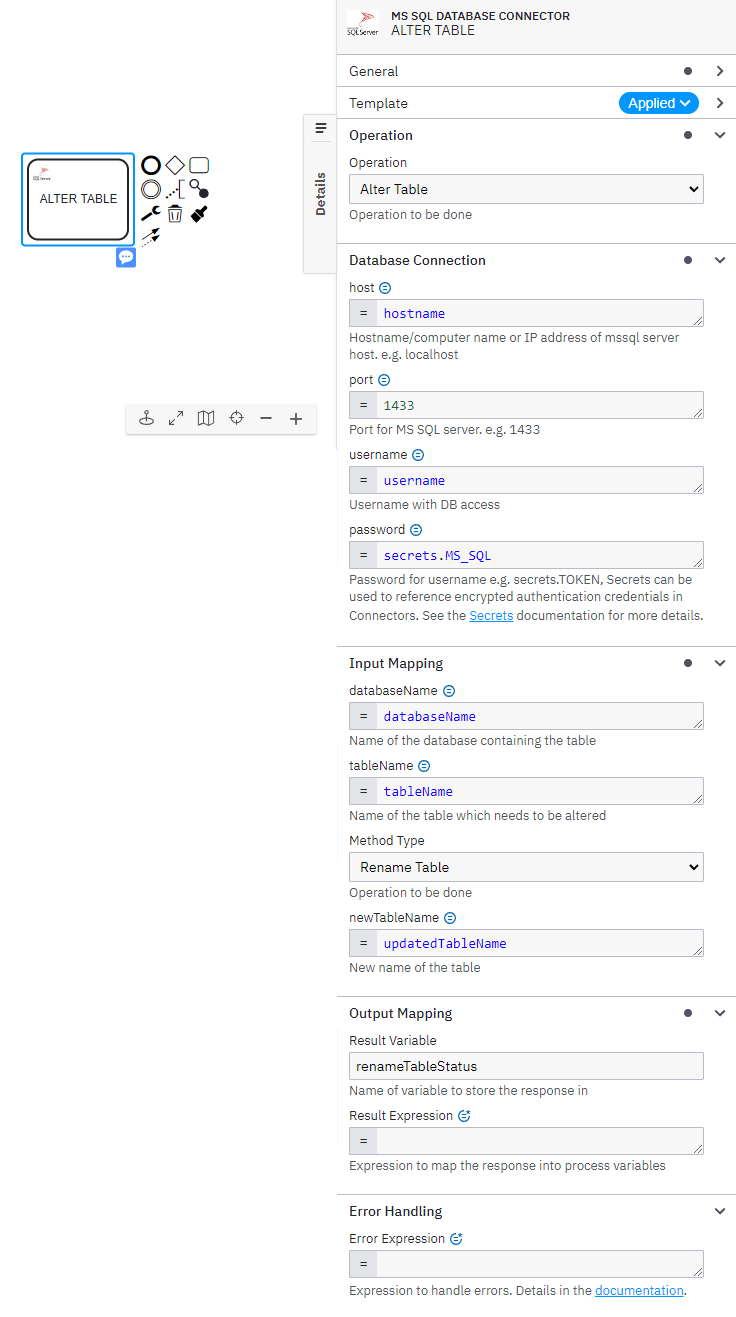 MS SQL DATABASE CONNECTOR
SQLServer
ALTER TABLE
General
Template
Applied
Operation
Operation
Alter Table
Operation to be done
Details
ALTER TABLE
Database Connection
host
= hostname
Hostname/computer name or IP address of mssql server
host. e.g. localhost
port
= 1433
Port for MS SQL server. e.g. 1433
username
= username
Username with DB access
password
= secrets.MS_SQL
Password for username e.g. secrets.TOKEN, Secrets can be
used to reference encrypted authentication credentials in
Connectors. See the Secrets documentation for more details.
Input Mapping
databaseName
= databaseName
Name of the database containing the table
tableName
= tableName
Name of the table which needs to be altered
Method Type
Rename Table
Operation to be done
newTableName
= updatedTableName
New name of the table
Output Mapping
Result Variable
renameTableStatus
Name of variable to store the response in
Result Expression
=
Expression to map the response into process variables
Error Handling
Error Expression
=
Expression to handle errors. Details in the documentation.